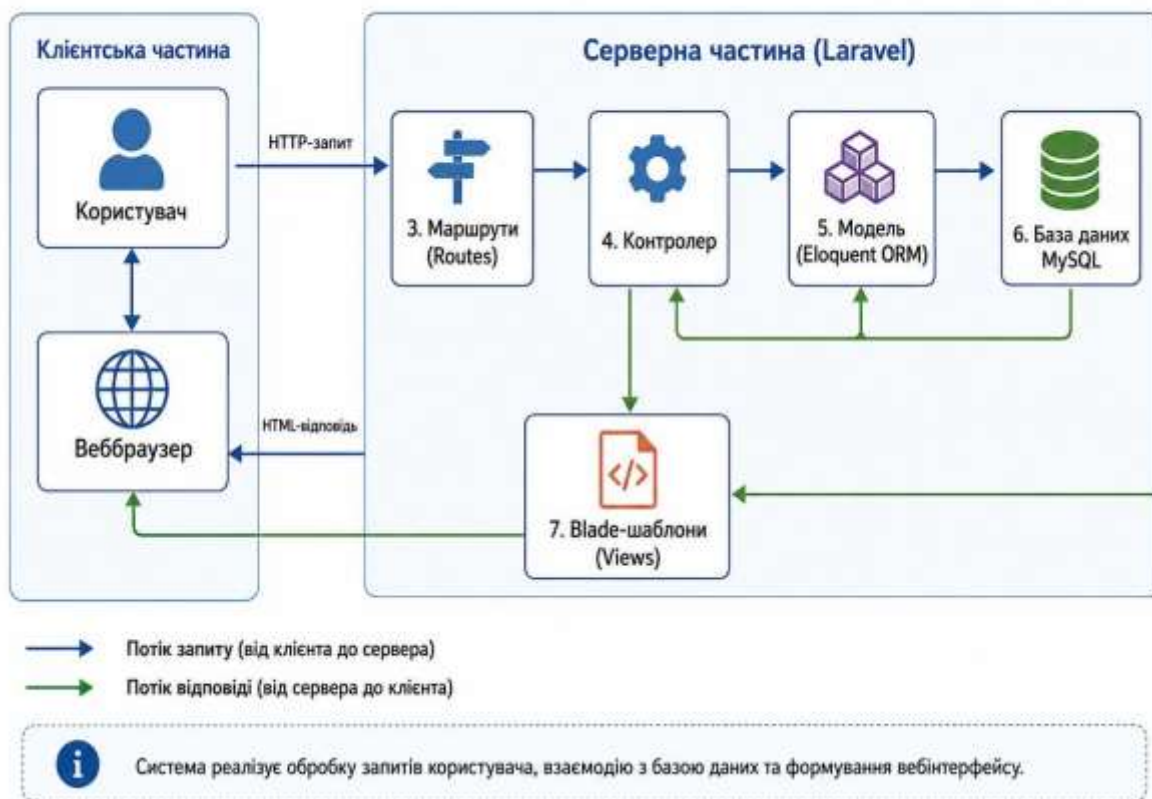 Клієнтська частина
Користувач
Веббраузер
HTTP-запит
HTML-відповідь
Серверна частина (Laravel)
3. Маршрути
(Routes)
4. Контролер
5. Модель
(Eloquent ORM)
6. База даних
MySQL
7. Blade-шаблони
(Views)
Потік запиту (від клієнта до сервера)
Потік відповіді (від сервера до клієнта)
Система реалізує обробку запитів користувача, взаємодію з базою даних та формування вебінтерфейсу.